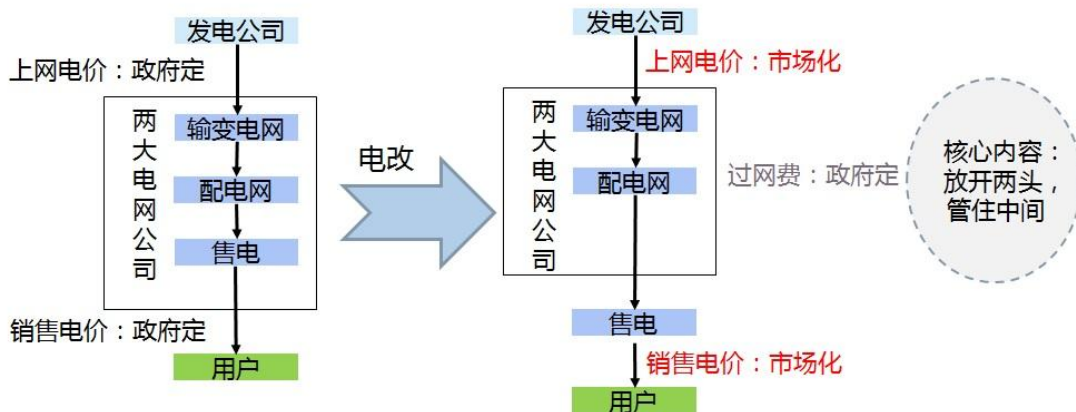 发电公司
上网电价：政府定
两大电网公司
输变电网
配电网
售电
销售电价：政府定
用户
电改
发电公司
上网电价：市场化
两大电网公司
输变电网
配电网
过网费：政府定
售电
销售电价：市场化
用户
核心内容：
放开两头，
管住中间